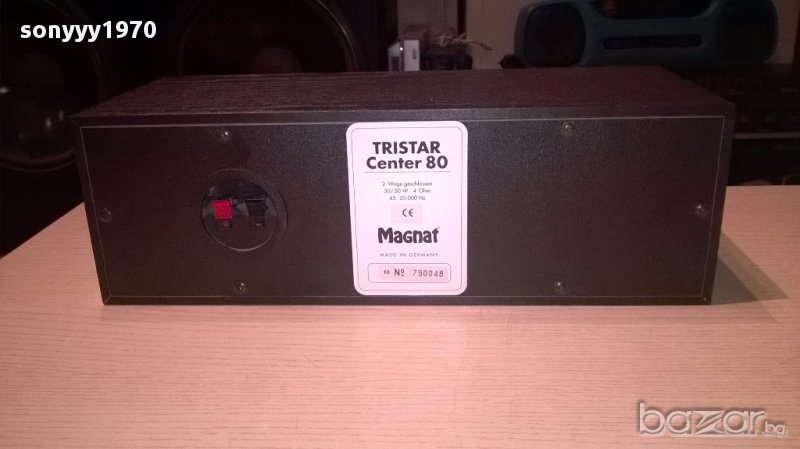 sonyyy1970
TRISTAR
Center 80
2 Wege geschlossen
30/50 W - 4 Ohm
45-20.000 Hz
CE
Magnat
MADE IN GERMANY
SB No 790048
bazar.bg